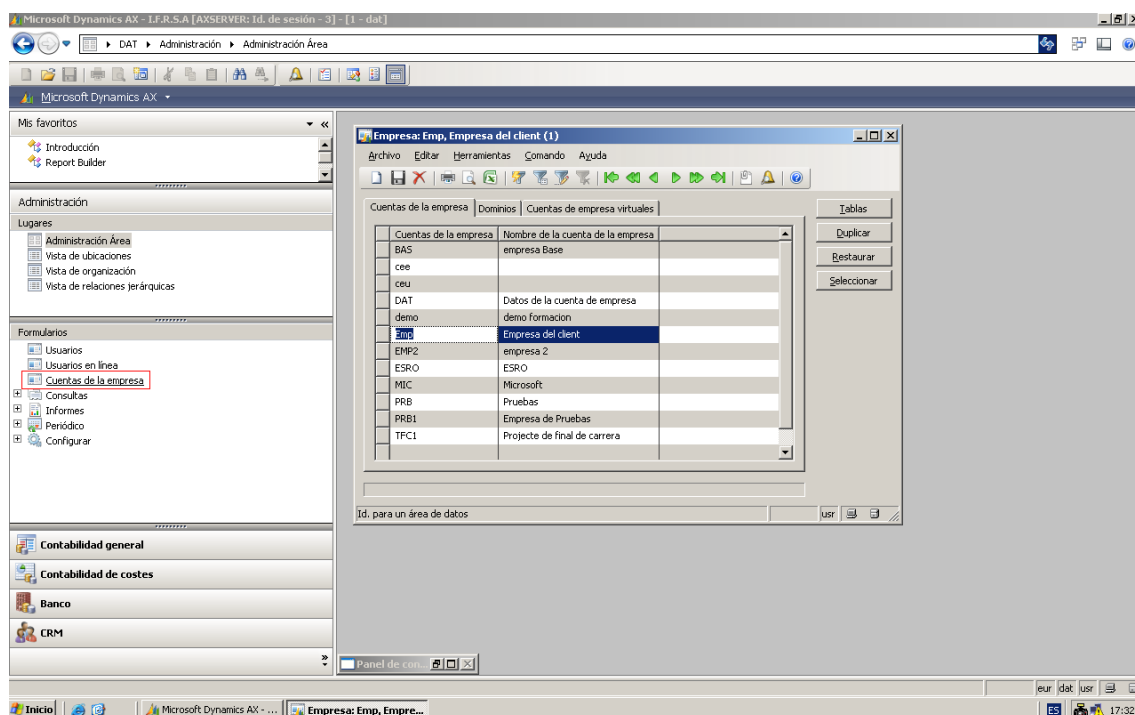 Microsoft Dynamics AX - I.F.R.S.A [AXSERVER: Id. de sesión - 3] - [1 - dat]
DAT Administración Administración Área
Microsoft Dynamics AX
Mis favoritos
Introducción
Report Builder
Administración
Lugares
Administración Área
Vista de ubicaciones
Vista de organización
Vista de relaciones jerárquicas
Formularios
Usuarios
Usuarios en línea
Cuentas de la empresa
Consultas
Informes
Periódico
Configurar
Contabilidad general
Contabilidad de costes
Banco
CRM
Empresa: Emp, Empresa del client (1)
Archivo Editar Herramientas Comando Ayuda
Cuentas de la empresa Dominios Cuentas de empresa virtuales
Cuentas de la empresa Nombre de la cuenta de la empresa
BAS empresa Base
cee
ceu
DAT Datos de la cuenta de empresa
demo demo formacion
Emp Empresa del client
EMP2 empresa 2
ESRO ESRO
MIC Microsoft
PRB Pruebas
PRB1 Empresa de Pruebas
TFC1 Projecte de final de carrera
Tablas
Duplicar
Restaurar
Seleccionar
Id. para un área de datos usr
Panel de con...
eur dat usr
Inicio Microsoft Dynamics AX - ... Empresa: Emp, Empre... ES 17:32